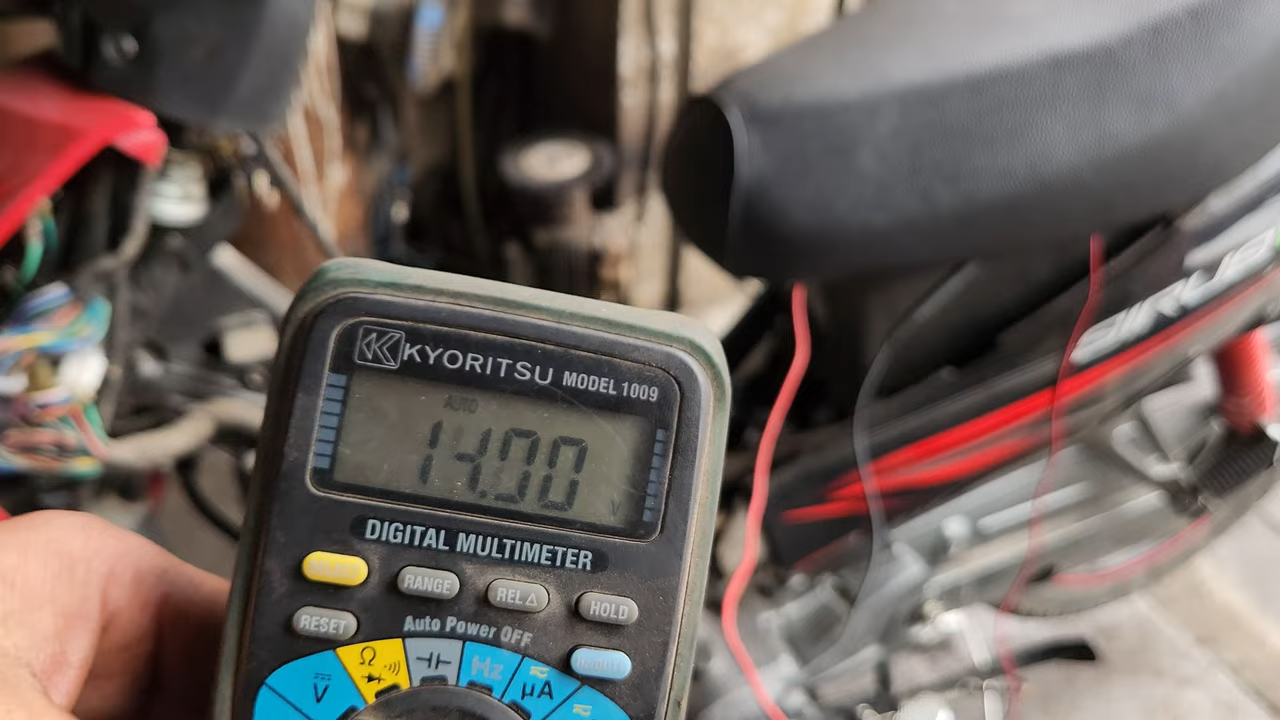 KYORITSU MODEL 1009
AUTO
14.00
V
DIGITAL MULTIMETER
RANGE
REL Δ
HOLD
RESET
Auto Power OFF
V
Ω
Hz
μA